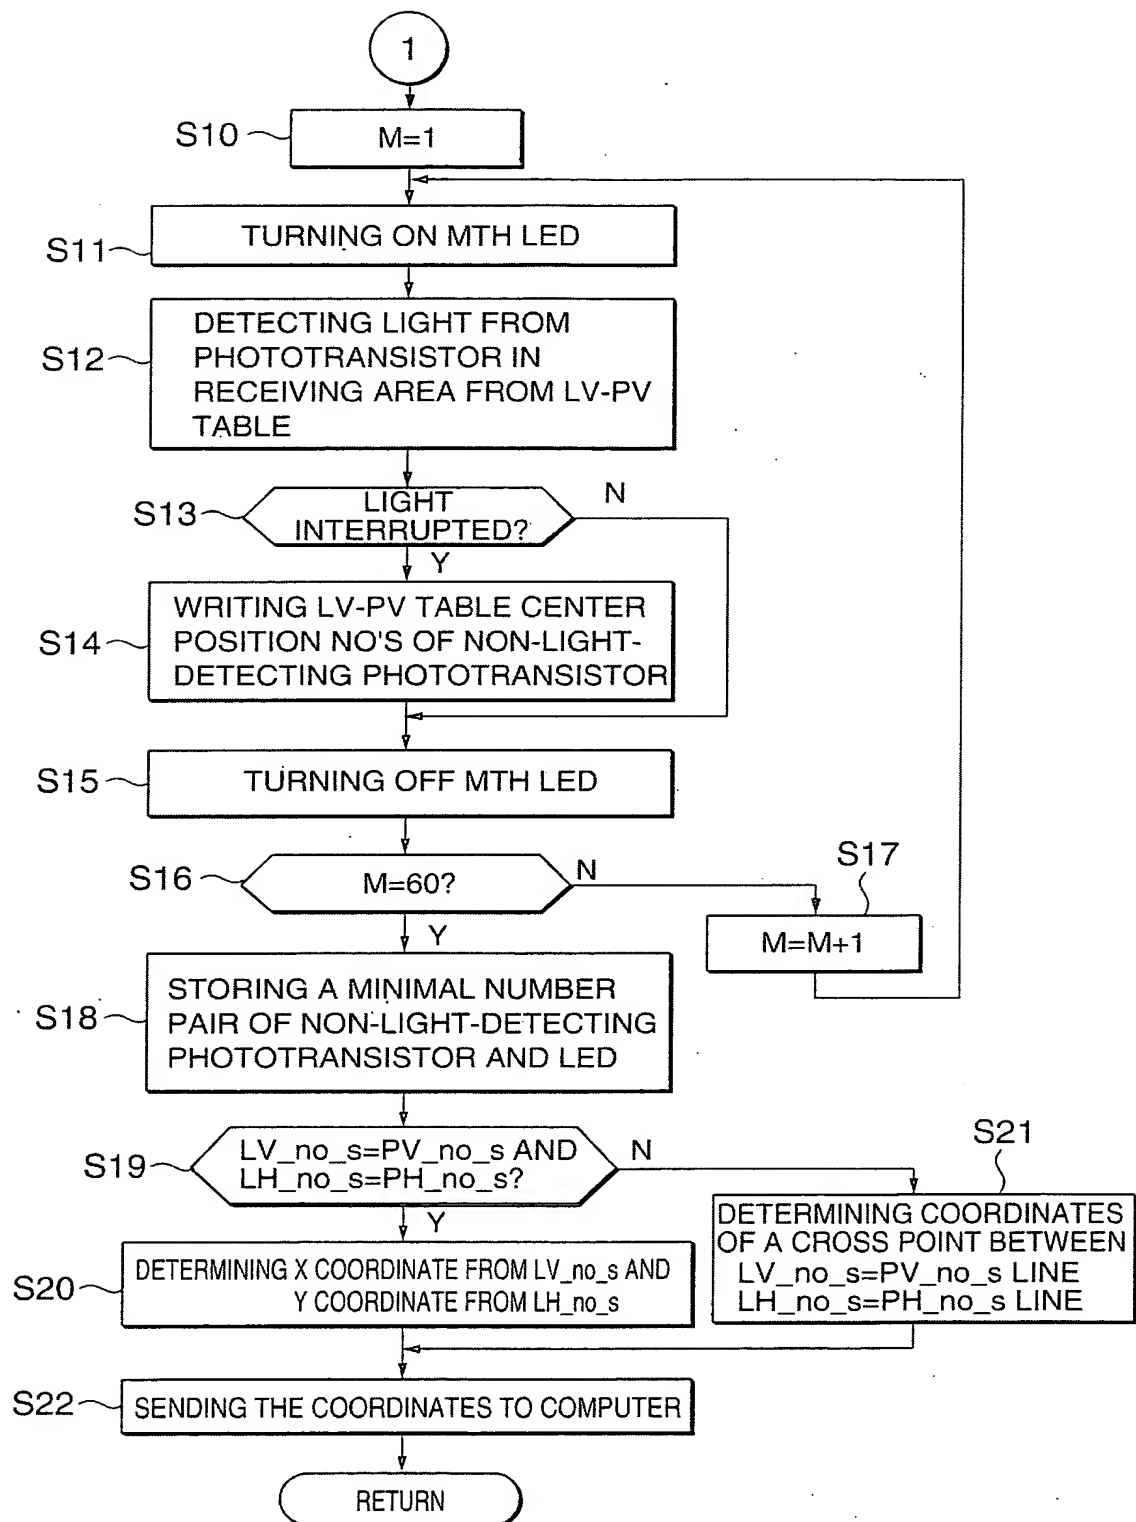 1
S10
M=1
S11
TURNING ON MTH LED
S12
DETECTING LIGHT FROM
PHOTOTRANSISTOR IN
RECEIVING AREA FROM LV-PV
TABLE
S13
LIGHT
INTERRUPTED?
N
Y
S14
WRITING LV-PV TABLE CENTER
POSITION NO'S OF NON-LIGHT-
DETECTING PHOTOTRANSISTOR
S15
TURNING OFF MTH LED
S16
M=60?
N
S17
M=M+1
Y
S18
STORING A MINIMAL NUMBER
PAIR OF NON-LIGHT-DETECTING
PHOTOTRANSISTOR AND LED
S19
LV_no_s=PV_no_s AND
LH_no_s=PH_no_s?
N
S21
DETERMINING COORDINATES
OF A CROSS POINT BETWEEN
LV_no_s=PV_no_s LINE
LH_no_s=PH_no_s LINE
Y
S20
DETERMINING X COORDINATE FROM LV_no_s AND
Y COORDINATE FROM LH_no_s
S22
SENDING THE COORDINATES TO COMPUTER
RETURN